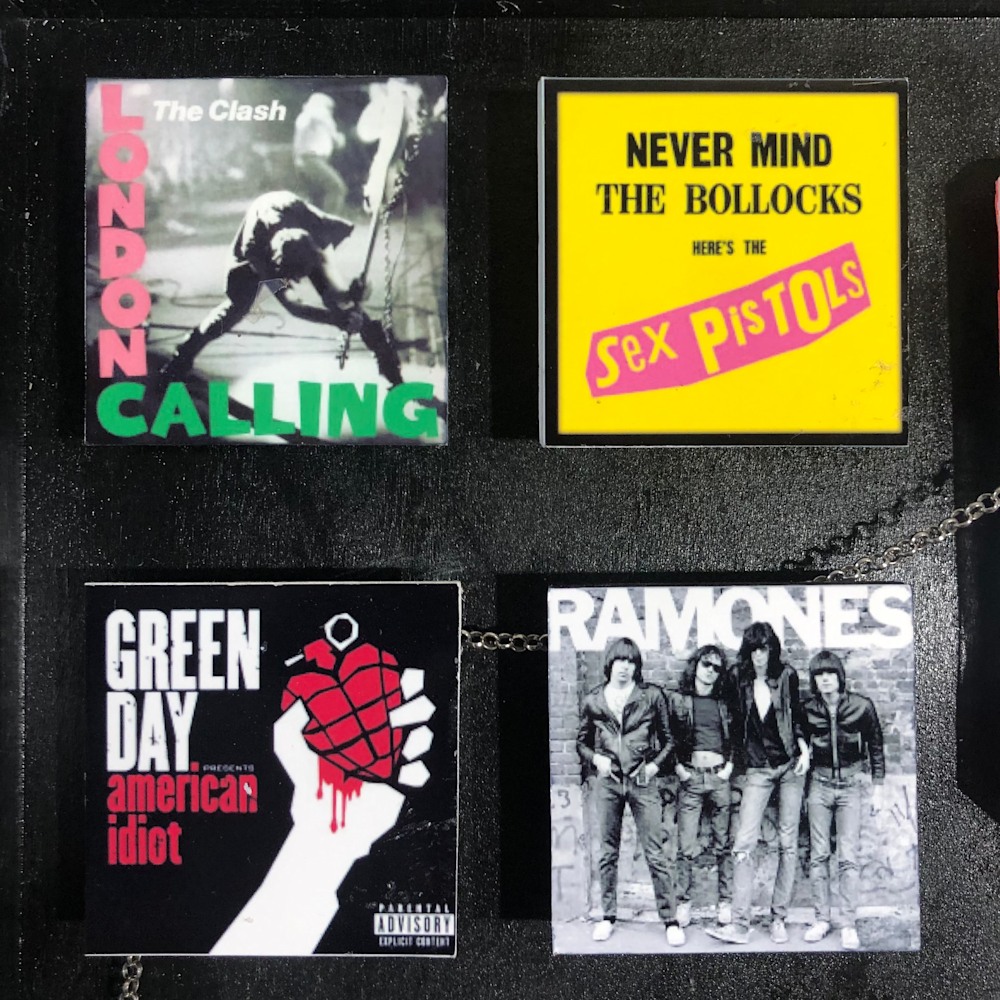 The Clash
LONDON
CALLING
NEVER MIND
THE BOLLOCKS
HERE'S THE
Sex PisTOLs
GREEN
DAY
PRESENTS
american
idiot
PARENTAL
ADVISORY
EXPLICIT CONTENT
RAMONES